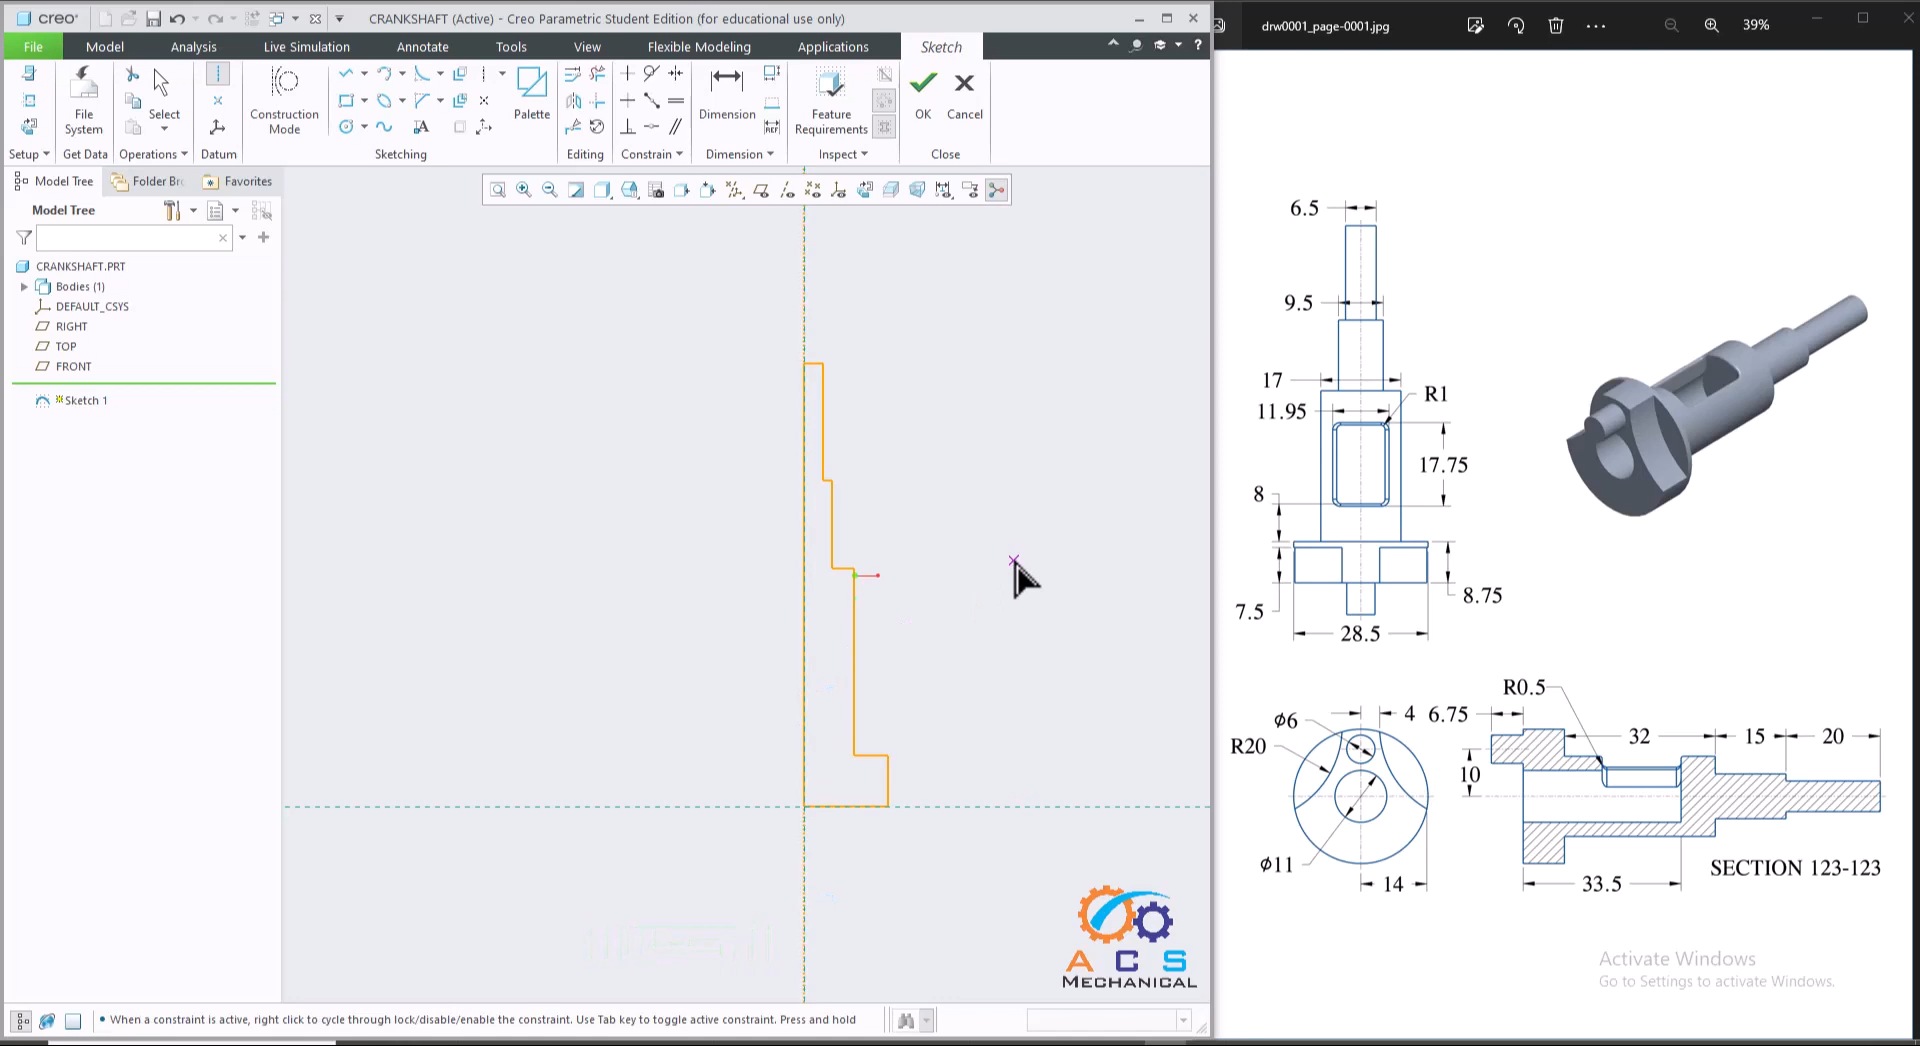 creo
CRANKSHAFT (Active) - Creo Parametric Student Edition (for educational use only)
File Model Analysis Live Simulation Annotate Tools View Flexible Modeling Applications Sketch
File System
Select
Construction Mode
Palette
Dimension
Feature Requirements
OK
Cancel
Setup Get Data Operations Datum Sketching Editing Constrain Dimension Inspect Close
Model Tree Folder Br Favorites
Model Tree
CRANKSHAFT.PRT
Bodies (1)
DEFAULT_CSYS
RIGHT
TOP
FRONT
Sketch 1
A C S
MECHANICAL
• When a constraint is active, right click to cycle through lock/disable/enable the constraint. Use Tab key to toggle active constraint. Press and hold
drw0001_page-0001.jpg
39%
6.5
9.5
17
R1
11.95
17.75
8
8.75
7.5
28.5
R0.5
ϕ6
4
6.75
R20
32
15
20
10
ϕ11
14
33.5
SECTION 123-123
Activate Windows
Go to Settings to activate Windows.